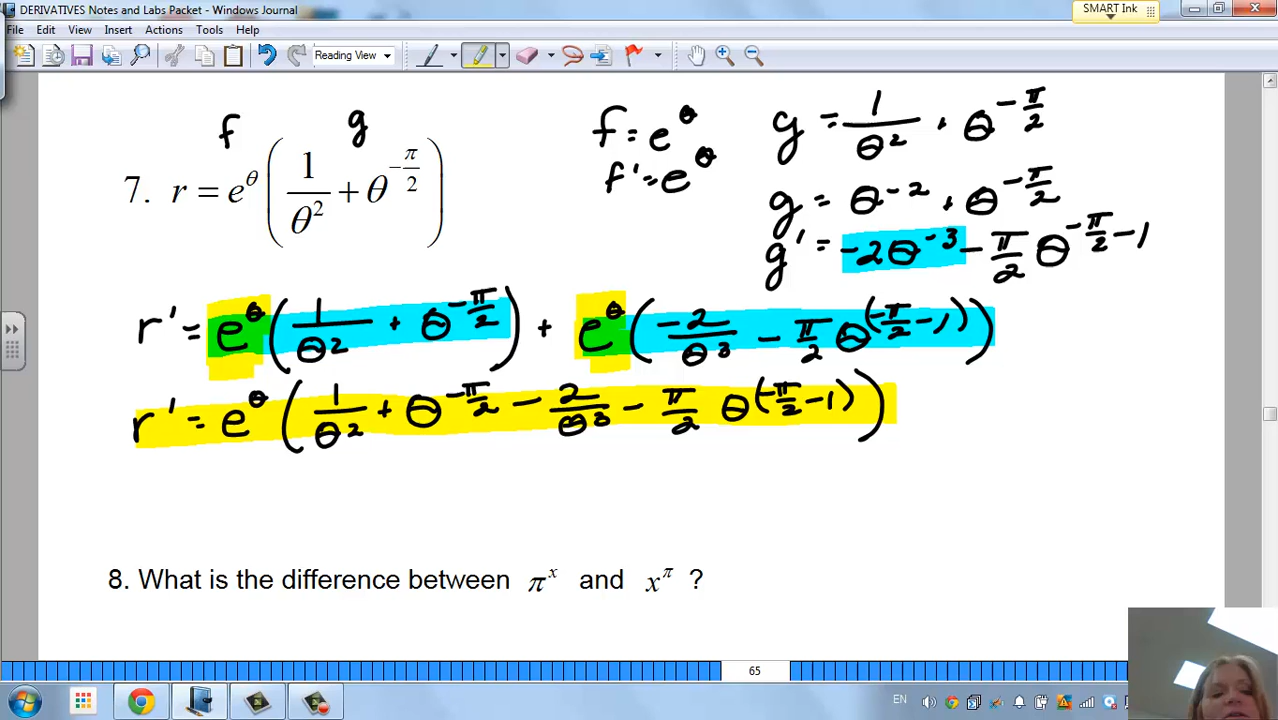 DERIVATIVES Notes and Labs Packet - Windows Journal
SMART Ink
File Edit View Insert Actions Tools Help
Reading View
f g
7. r = e^θ (1/θ² + θ^(-π/2))
f = e^θ
f' = e^θ
g = 1/θ² + θ^(-π/2)
g = θ^(-2) + θ^(-π/2)
g' = -2θ^(-3) - π/2 θ^(-π/2 - 1)
r' = e^θ (1/θ² + θ^(-π/2)) + e^θ (-2/θ³ - π/2 θ^(-π/2 - 1))
r' = e^θ (1/θ² + θ^(-π/2) - 2/θ³ - π/2 θ^(-π/2 - 1))
8. What is the difference between π^x and x^π ?
65
EN